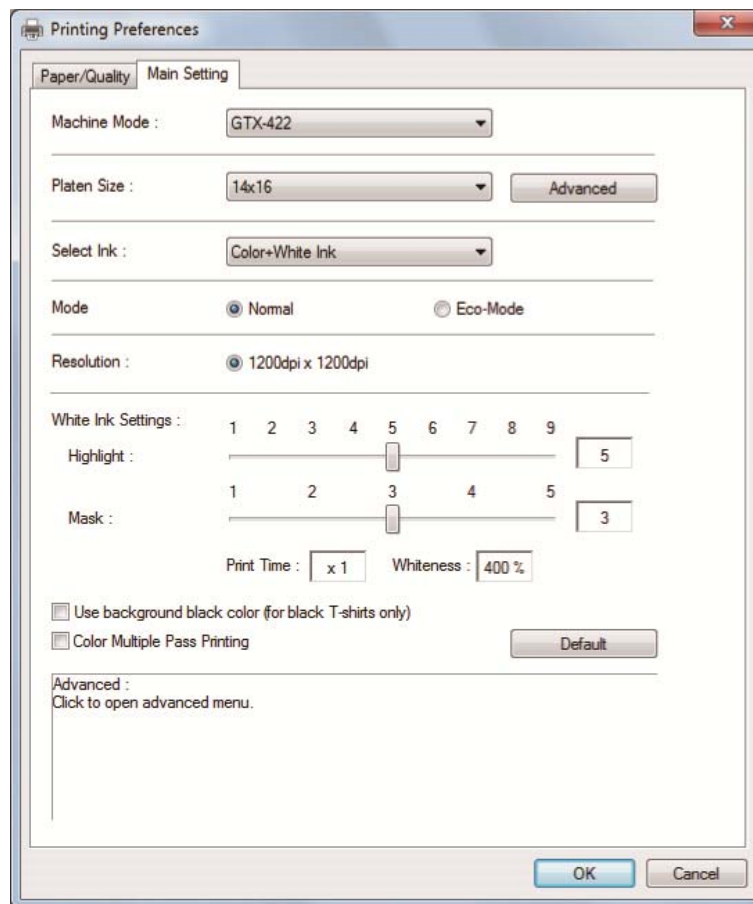 Printing Preferences
Paper/Quality Main Setting
Machine Mode : GTX-422
Platen Size : 14x16 Advanced
Select Ink : Color+White Ink
Mode Normal Eco-Mode
Resolution : 1200dpi x 1200dpi
White Ink Settings : 1 2 3 4 5 6 7 8 9
Highlight : 5
1 2 3 4 5
Mask : 3
Print Time : x 1 Whiteness : 400 %
Use background black color (for black T-shirts only)
Color Multiple Pass Printing Default
Advanced :
Click to open advanced menu.
OK Cancel